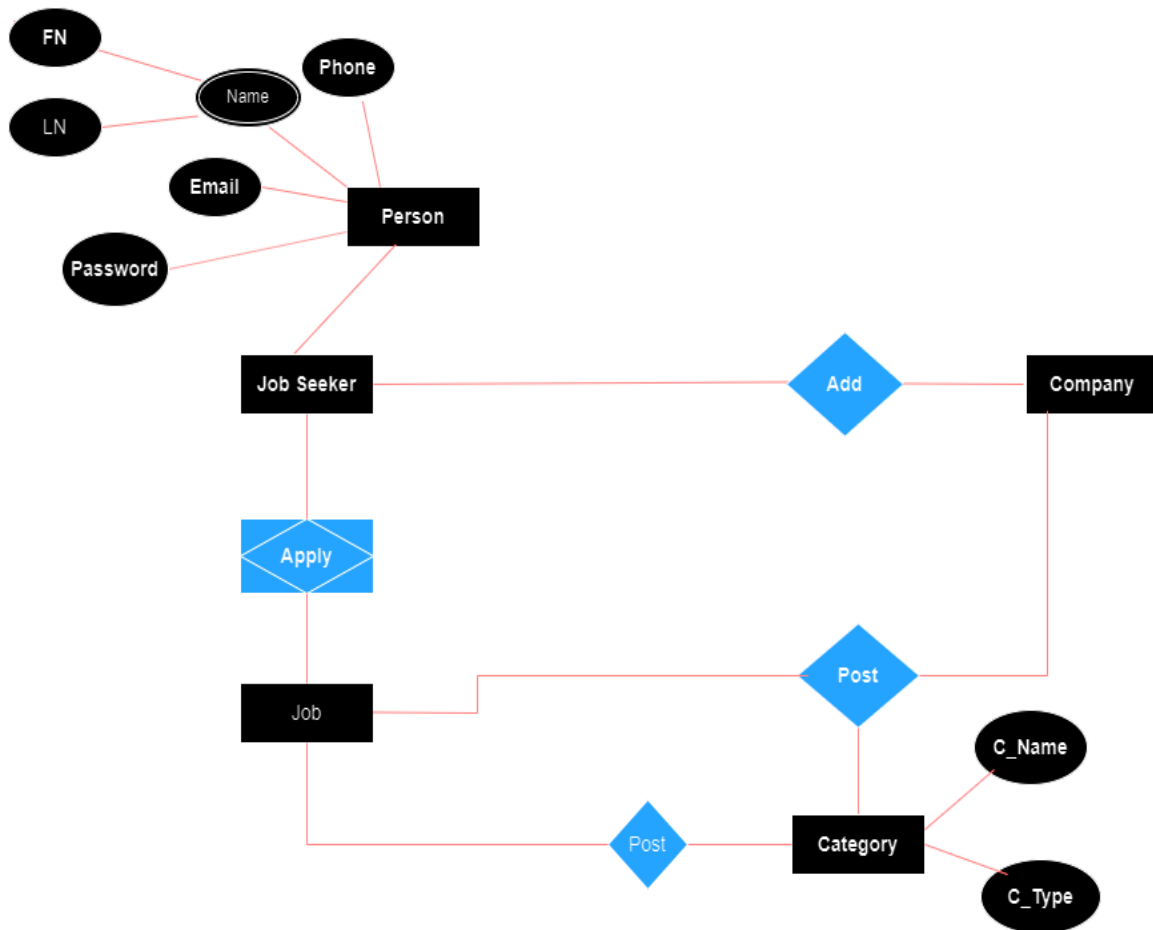 FN
Phone
Name
LN
Email
Person
Password
Job Seeker
Add
Company
Apply
Post
Job
C_Name
Post
Category
C_Type